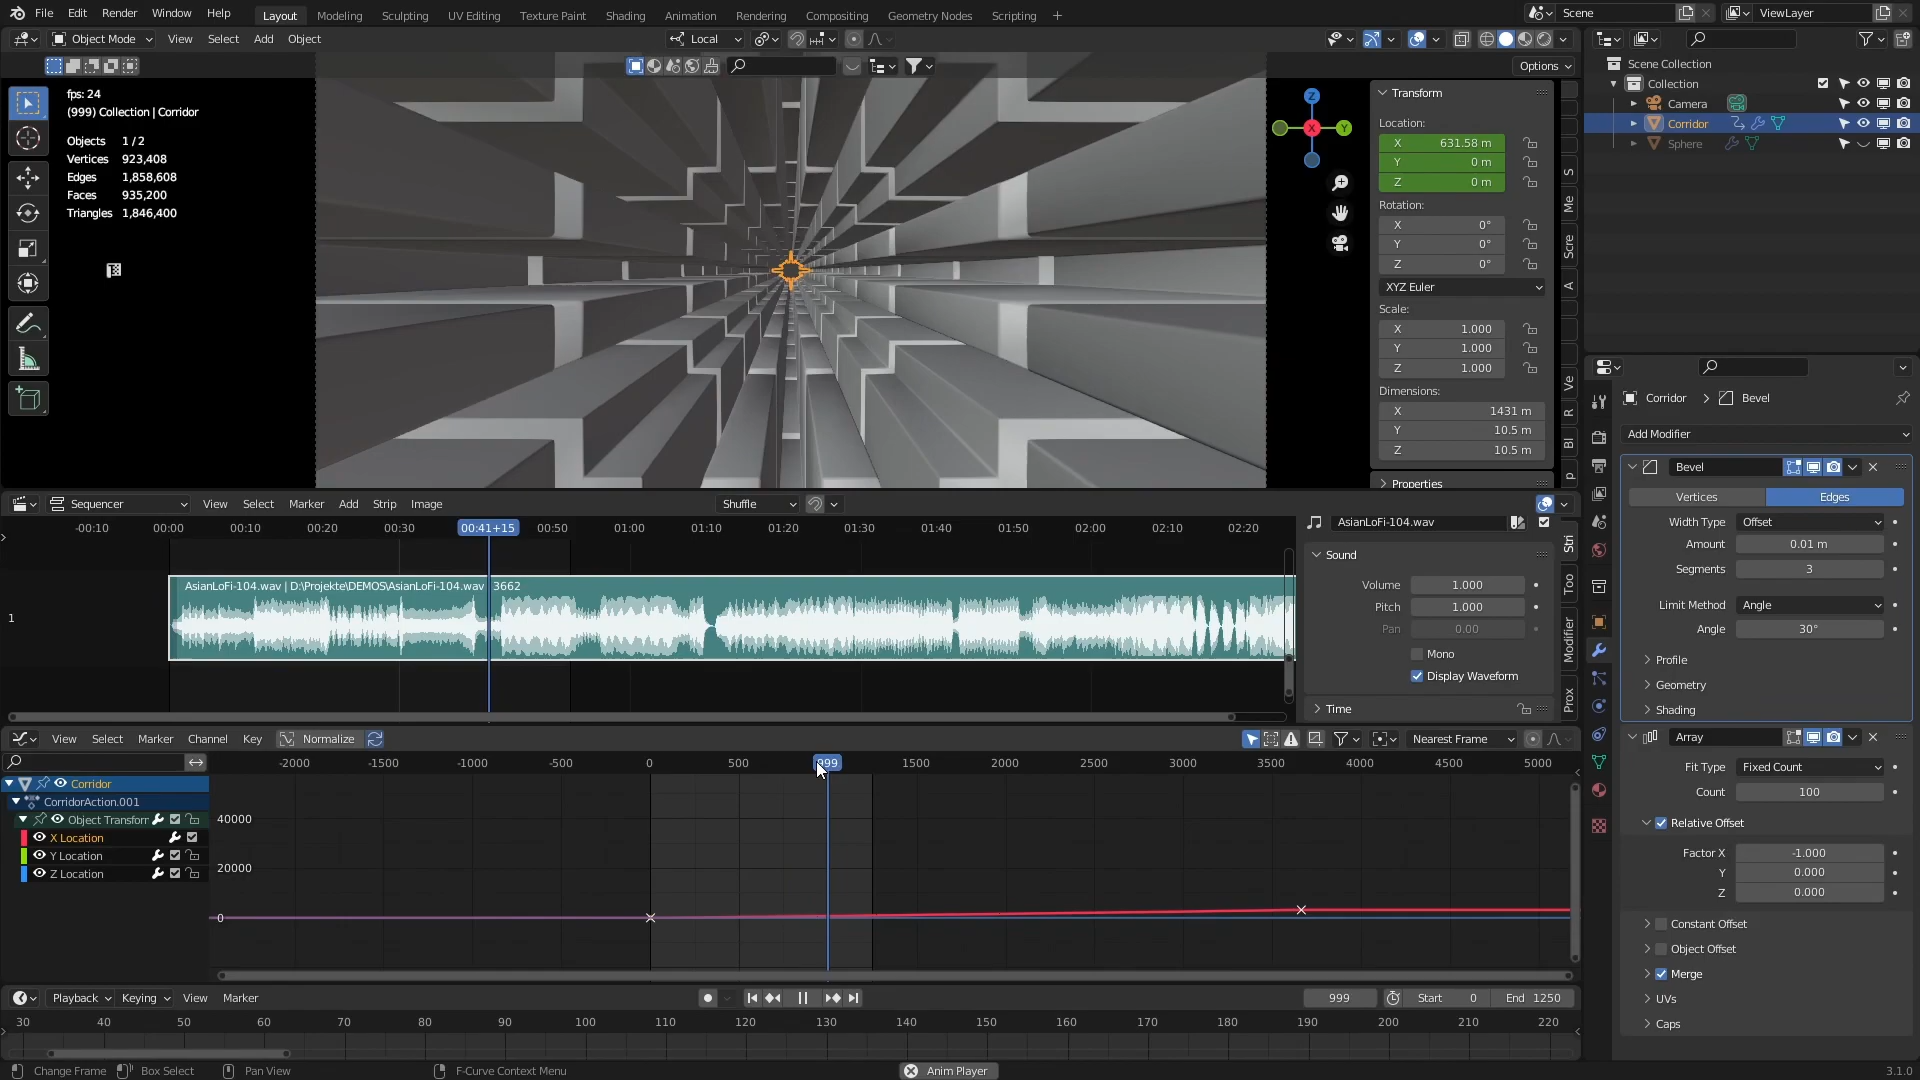 File Edit Render Window Help Layout Modeling Sculpting UV Editing Texture Paint Shading Animation Rendering Compositing Geometry Nodes Scripting + Scene ViewLayer
Object Mode View Select Add Object Local
Options
fps: 24
(999) Collection | Corridor
Objects 1 / 2
Vertices 923,408
Edges 1,858,608
Faces 935,200
Triangles 1,846,400
Z
X
Y
Transform
Location:
X 631.58 m
Y 0 m
Z 0 m
Rotation:
X 0°
Y 0°
Z 0°
XYZ Euler
Scale:
X 1.000
Y 1.000
Z 1.000
Dimensions:
X 1431 m
Y 10.5 m
Z 10.5 m
Properties
S
Me
Scre
A
Ve
R
Bl
p
Scene Collection
Collection
Camera
Corridor
Sphere
Sequencer View Select Marker Add Strip Image Shuffle
-00:10 00:00 00:10 00:20 00:30 00:41+15 00:50 01:00 01:10 01:20 01:30 01:40 01:50 02:00 02:10 02:20
AsianLoFi-104.wav | D:\Projekte\DEMOS\AsianLoFi-104.wav 3662
1
AsianLoFi-104.wav
Sound
Volume 1.000
Pitch 1.000
Pan 0.00
Mono
Display Waveform
Time
Stri
Too
Modifier
Prox
View Select Marker Channel Key Normalize Nearest Frame
-2000 -1500 -1000 -500 0 500 999 1500 2000 2500 3000 3500 4000 4500 5000
Corridor
CorridorAction.001
Object Transforr
X Location
Y Location
Z Location
40000
20000
0
Playback Keying View Marker 999 Start 0 End 1250
30 40 50 60 70 80 90 100 110 120 130 140 150 160 170 180 190 200 210 220
Change Frame Box Select Pan View F-Curve Context Menu Anim Player 3.1.0
Corridor > Bevel
Add Modifier
Bevel
Vertices Edges
Width Type Offset
Amount 0.01 m
Segments 3
Limit Method Angle
Angle 30°
Profile
Geometry
Shading
Array
Fit Type Fixed Count
Count 100
Relative Offset
Factor X -1.000
Y 0.000
Z 0.000
Constant Offset
Object Offset
Merge
UVs
Caps